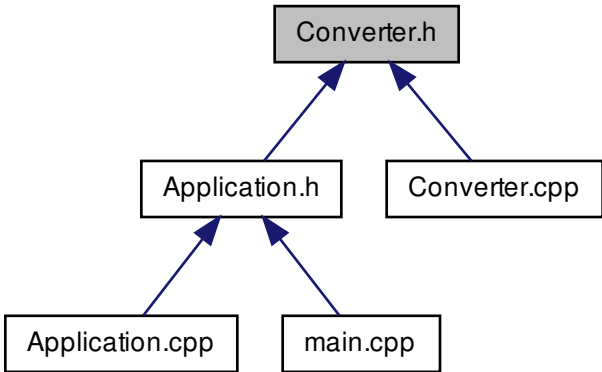 Converter.h
Application.h
Converter.cpp
Application.cpp
main.cpp